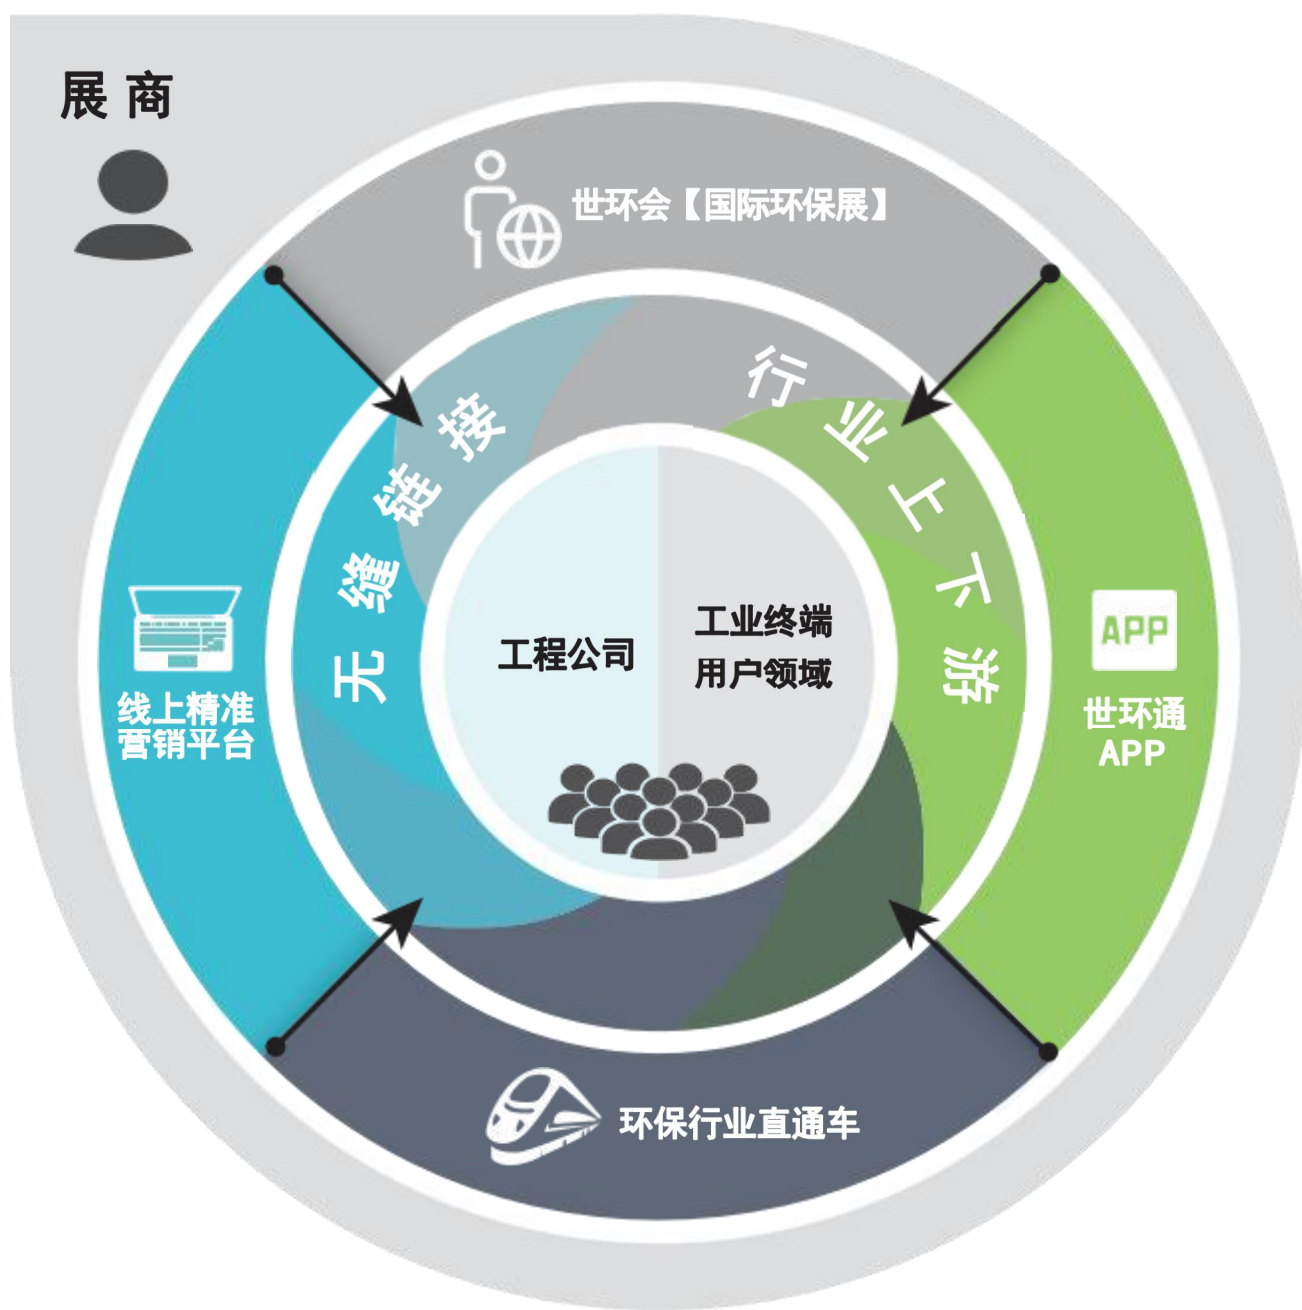 展商
世环会【国际环保展】
无缝链接
行业上下游
工程公司
工业终端
用户领域
线上精准
营销平台
APP
世环通
APP
环保行业直通车